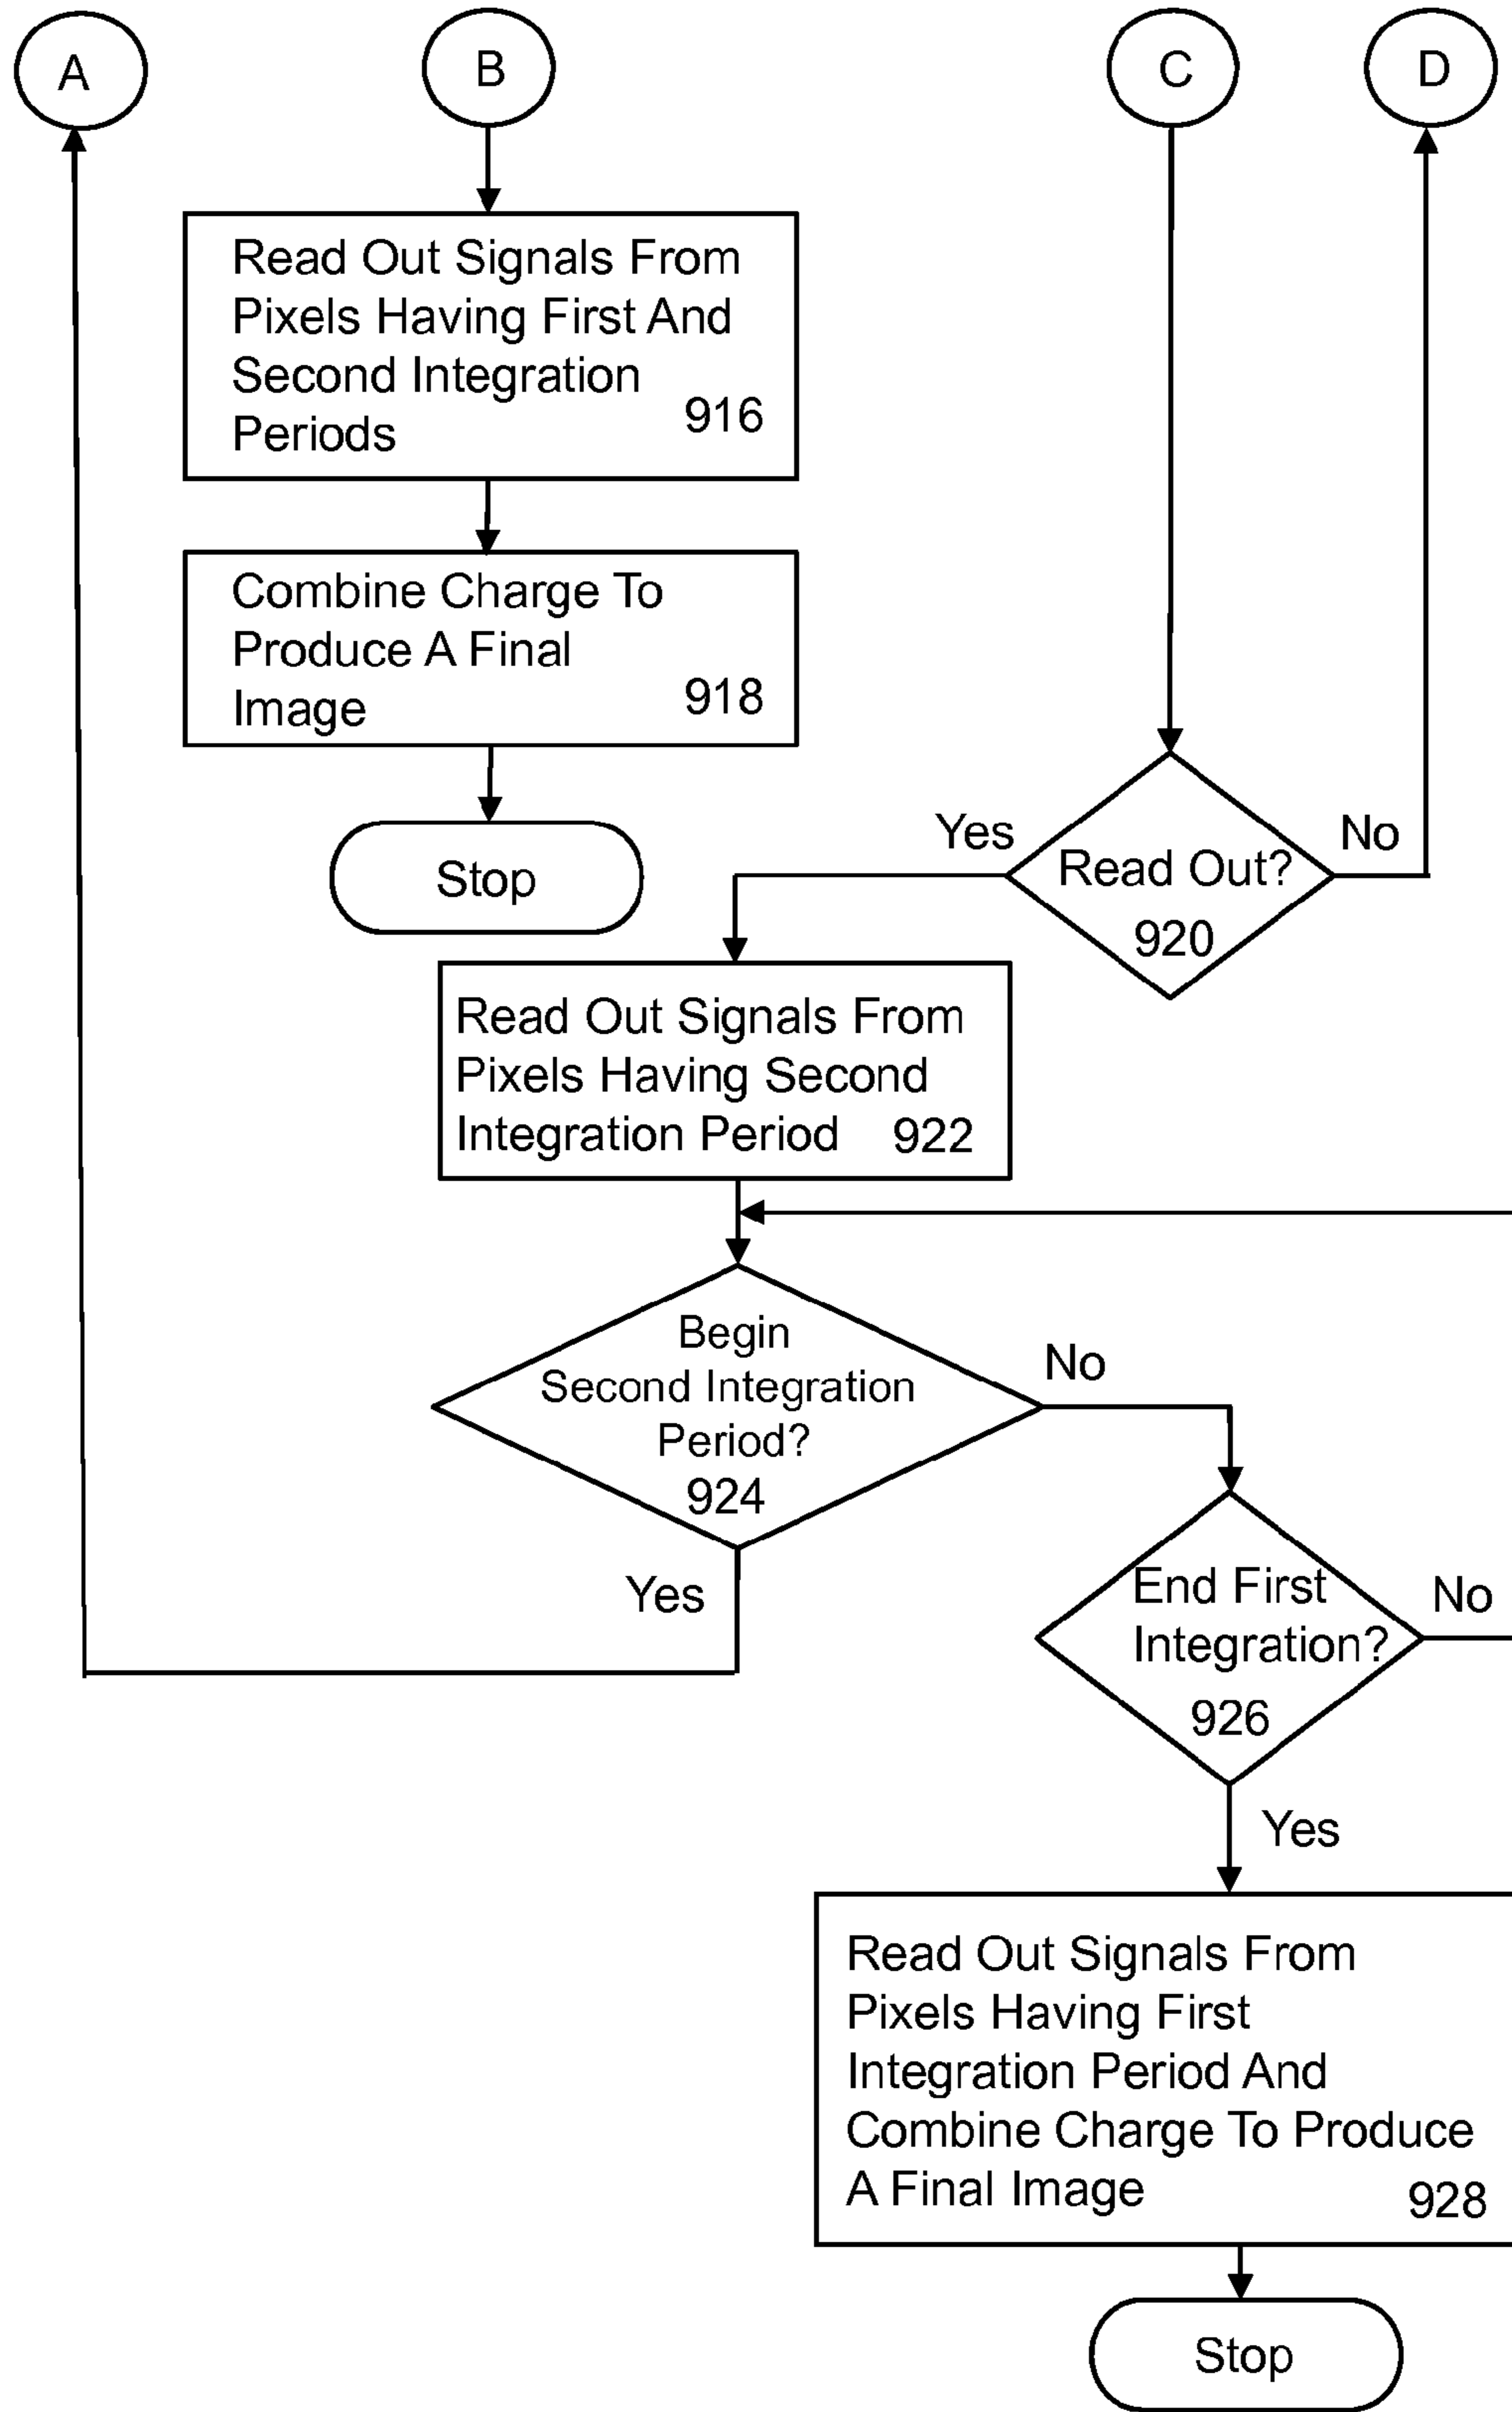 A
B
C
D
Read Out Signals From
Pixels Having First And
Second Integration
Periods
916
Combine Charge To
Produce A Final
Image
918
Stop
Yes
No
Read Out?
920
Read Out Signals From
Pixels Having Second
Integration Period 922
Begin
Second Integration
Period?
924
No
Yes
End First
Integration?
926
No
Yes
Read Out Signals From
Pixels Having First
Integration Period And
Combine Charge To Produce
A Final Image
928
Stop